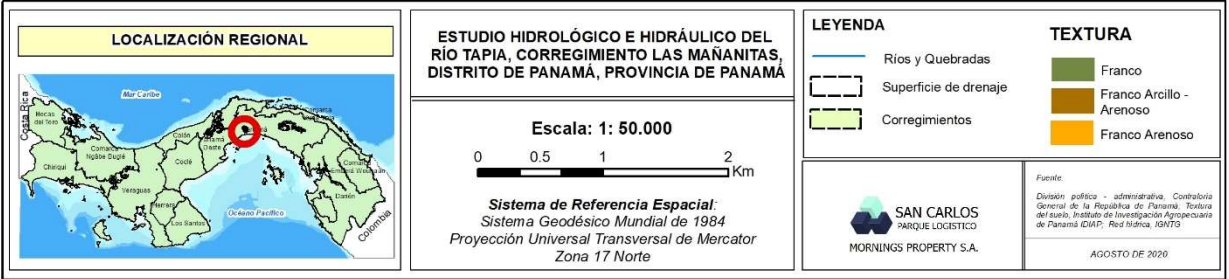 LOCALIZACIÓN REGIONAL
Mar Caribe
Costa Rica
Bocas
del Toro
Comarca
Ngäbe Buglé
Chiriquí
Veraguas
Coclé
Colón
Panamá
Oeste
Herrera
Los Santos
Comarca
Emberá Wounaan
Darién
Océano Pacífico
Colombia
ESTUDIO HIDROLÓGICO E HIDRÁULICO DEL
RÍO TAPIA, CORREGIMIENTO LAS MAÑANITAS,
DISTRITO DE PANAMÁ, PROVINCIA DE PANAMÁ
Escala: 1: 50.000
0 0.5 1 2
Km
Sistema de Referencia Espacial:
Sistema Geodésico Mundial de 1984
Proyección Universal Transversal de Mercator
Zona 17 Norte
LEYENDA
Ríos y Quebradas
Superficie de drenaje
Corregimientos
TEXTURA
Franco
Franco Arcillo -
Arenoso
Franco Arenoso
SAN CARLOS
PARQUE LOGISTICO
MORNINGS PROPERTY S.A.
Fuente:
División política - administrativa, Contraloría
General de la República de Panamá; Textura
del suelo, Instituto de Investigación Agropecuaria
de Panamá IDIAP; Red hídrica, IGNTG
AGOSTO DE 2020